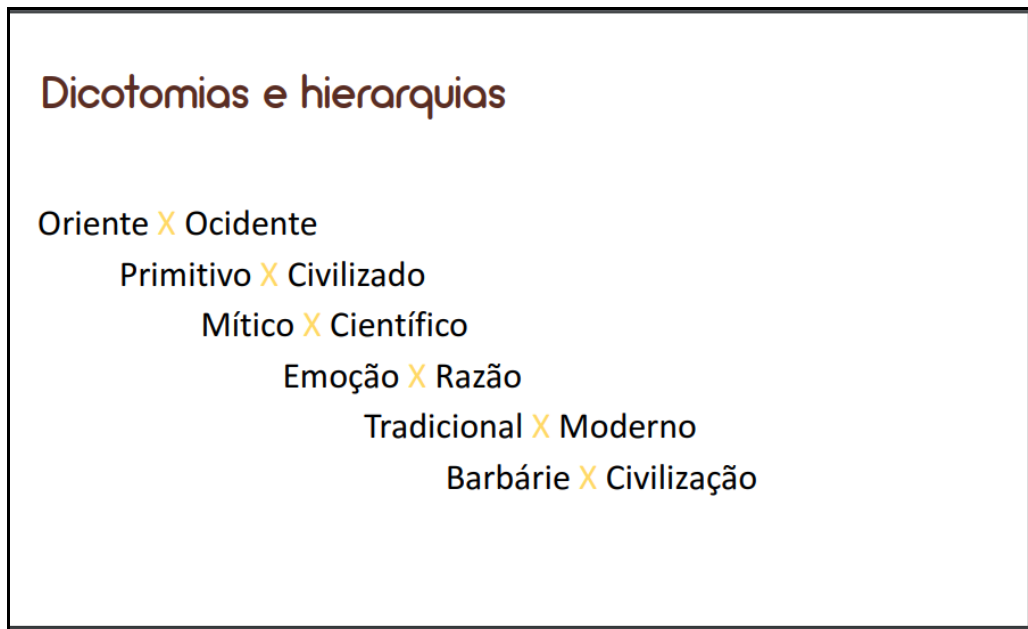 Dicotomias e hierarquias
Oriente X Ocidente
Primitivo X Civilizado
Mítico X Científico
Emoção X Razão
Tradicional X Moderno
Barbárie X Civilização